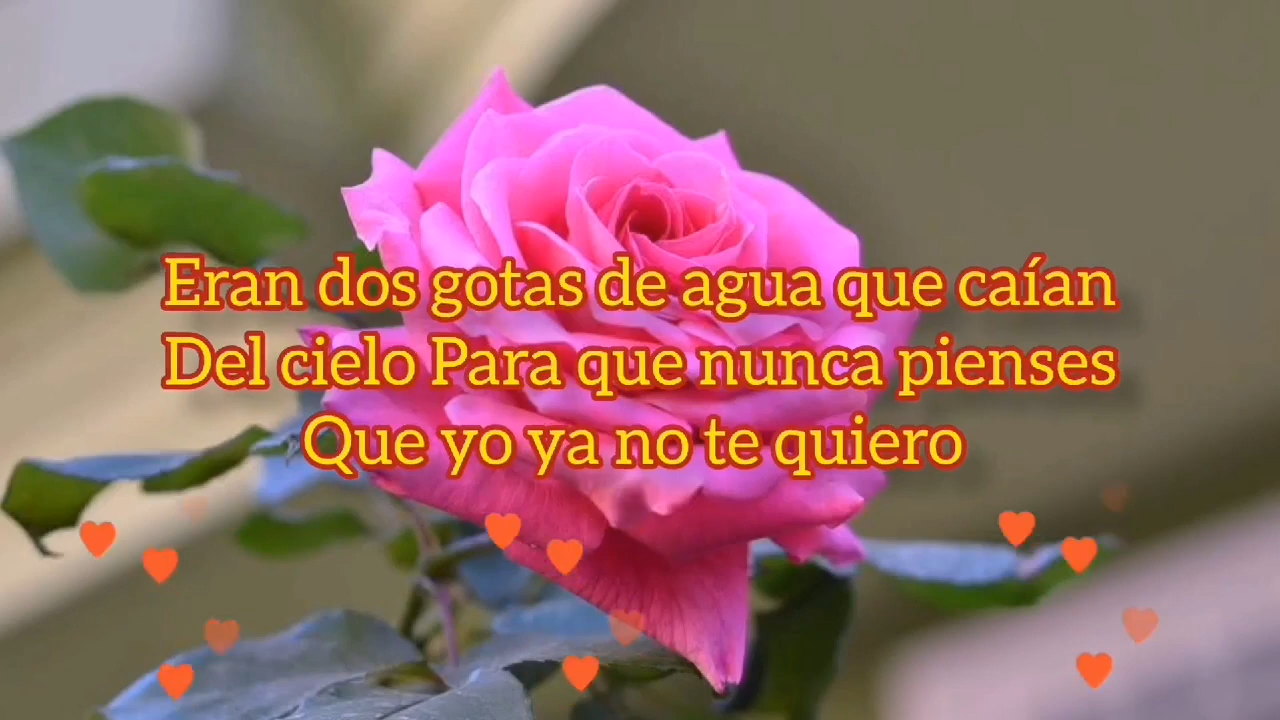 Eran dos gotas de agua que caían
Del cielo Para que nunca pienses
Que yo ya no te quiero